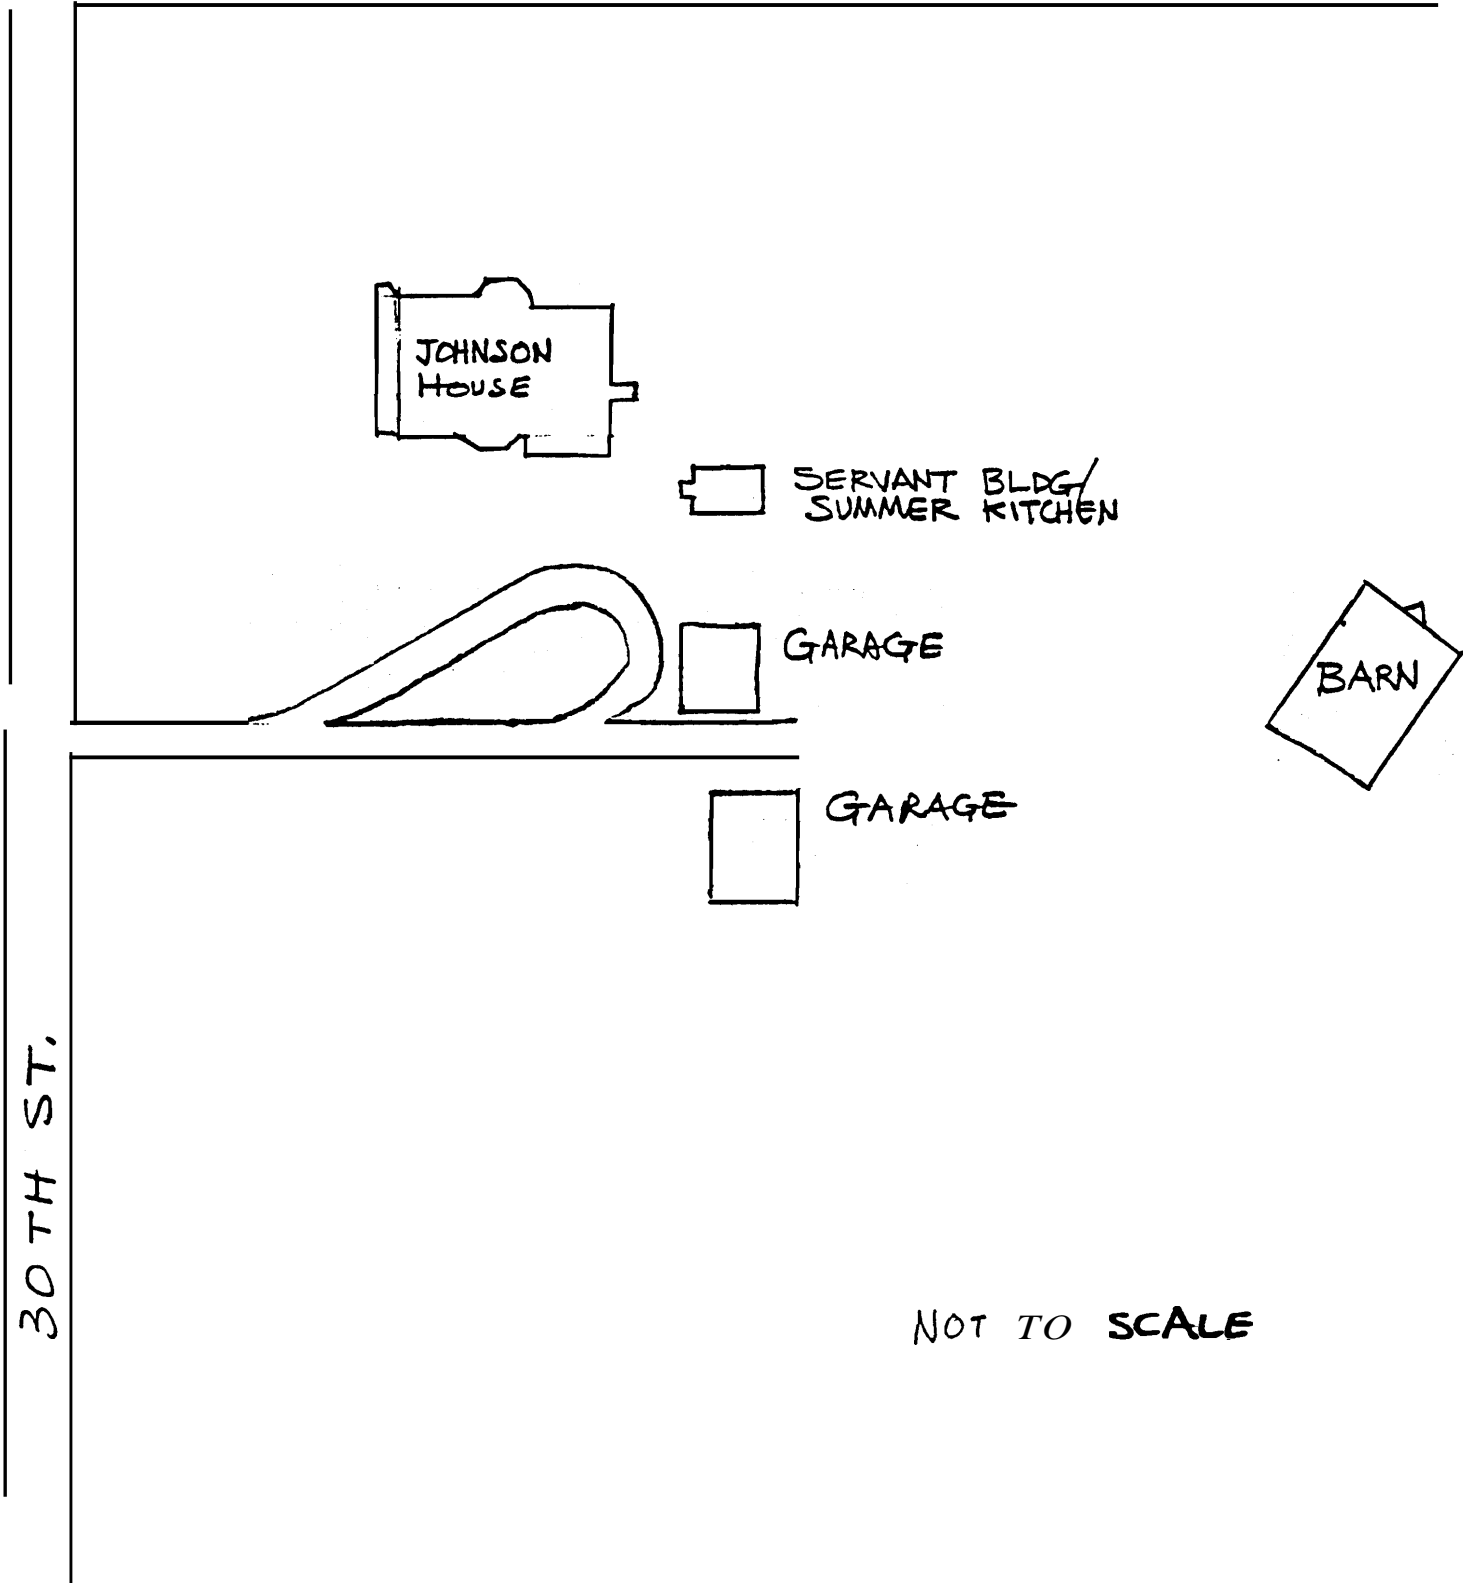 JOHNSON
HOUSE
SERVANT BLDG/
SUMMER KITCHEN
GARAGE
BARN
GARAGE
30TH ST.
NOT TO SCALE